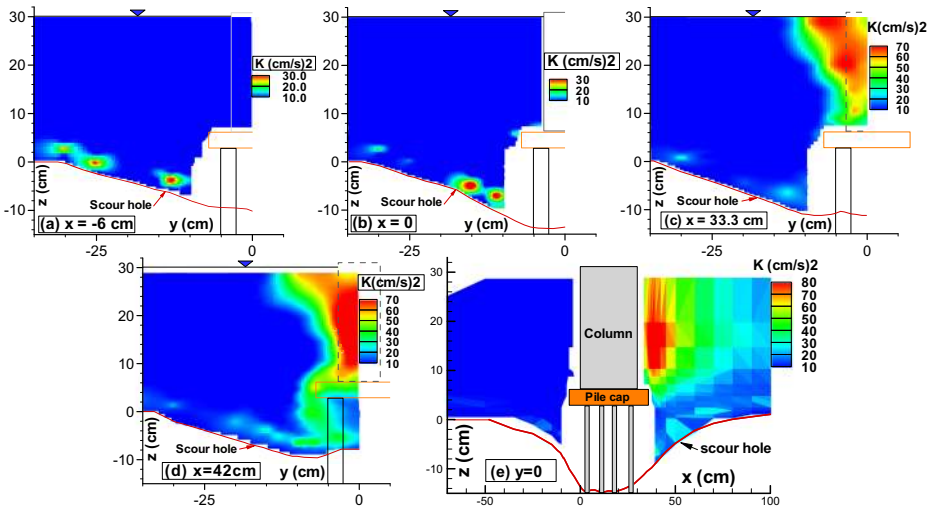 30
20
10
0
-10
z (cm)
K (cm/s)2
30.0
20.0
10.0
Scour hole
(a) x = -6 cm
y (cm)
-25
0
30
20
10
0
-10
z (cm)
K (cm/s)2
30
20
10
Scour hole
(b) x = 0
y (cm)
-25
0
30
20
10
0
-10
z (cm)
K(cm/s)2
70
60
50
40
30
20
10
Scour hole
(c) x = 33.3 cm
y (cm)
-25
0
30
20
10
0
-10
z (cm)
K(cm/s)2
70
60
50
40
30
20
10
Scour hole
(d) x=42cm
y (cm)
-25
0
30
20
10
0
-10
z (cm)
K (cm/s)2
80
70
60
50
40
30
20
10
Column
Pile cap
scour hole
(e) y=0
x (cm)
-50
0
50
100